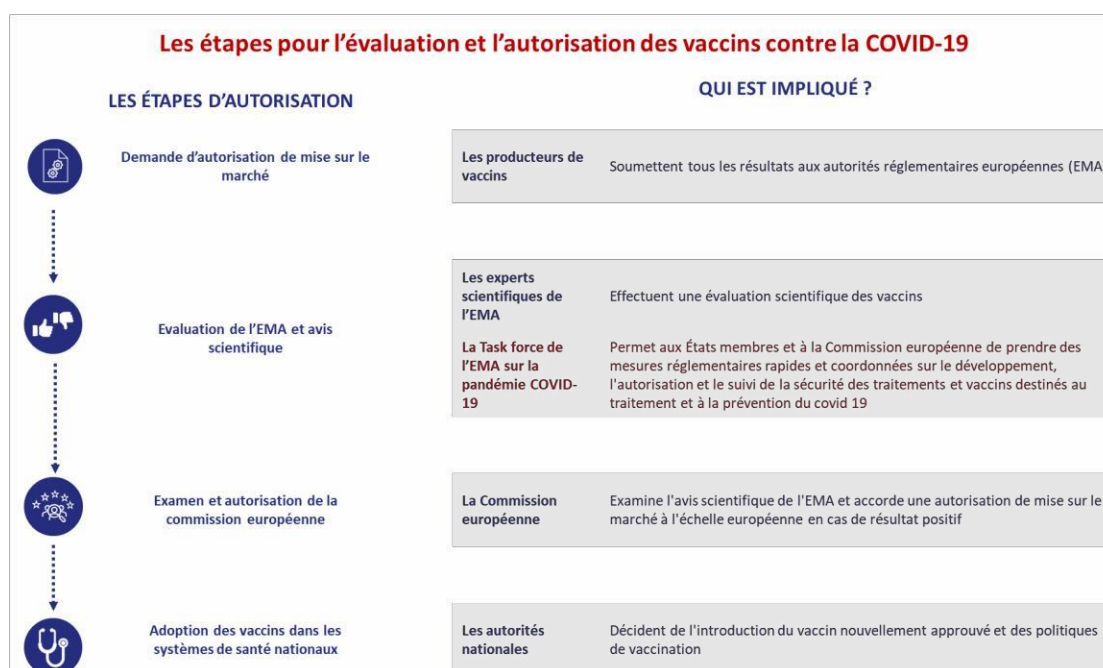 Les étapes pour l'évaluation et l'autorisation des vaccins contre la COVID-19
LES ÉTAPES D'AUTORISATION
QUI EST IMPLIQUÉ ?
Demande d'autorisation de mise sur le
marché
Les producteurs de
vaccins
Soumettent tous les résultats aux autorités réglementaires européennes (EMA
Evaluation de l'EMA et avis
scientifique
Les experts
scientifiques de
l'EMA
Effectuent une évaluation scientifique des vaccins
La Task force de
l'EMA sur la
pandémie COVID-
19
Permet aux États membres et à la Commission européenne de prendre des
mesures réglementaires rapides et coordonnées sur le développement,
l'autorisation et le suivi de la sécurité des traitements et vaccins destinés au
traitement et à la prévention du covid 19
Examen et autorisation de la
commission européenne
La Commission
européenne
Examine l'avis scientifique de l'EMA et accorde une autorisation de mise sur le
marché à l'échelle européenne en cas de résultat positif
Adoption des vaccins dans les
systèmes de santé nationaux
Les autorités
nationales
Décident de l'introduction du vaccin nouvellement approuvé et des politiques
de vaccination